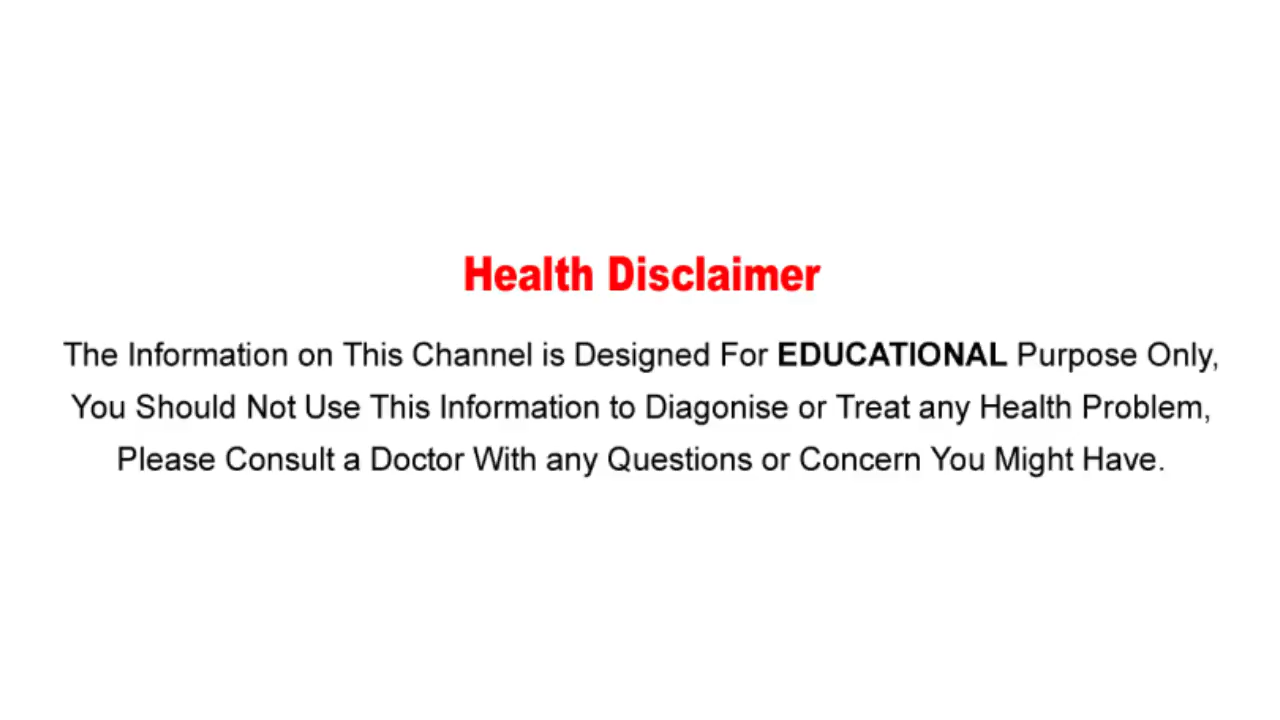 Health Disclaimer
The Information on This Channel is Designed For EDUCATIONAL Purpose Only,
You Should Not Use This Information to Diagonise or Treat any Health Problem,
Please Consult a Doctor With any Questions or Concern You Might Have.